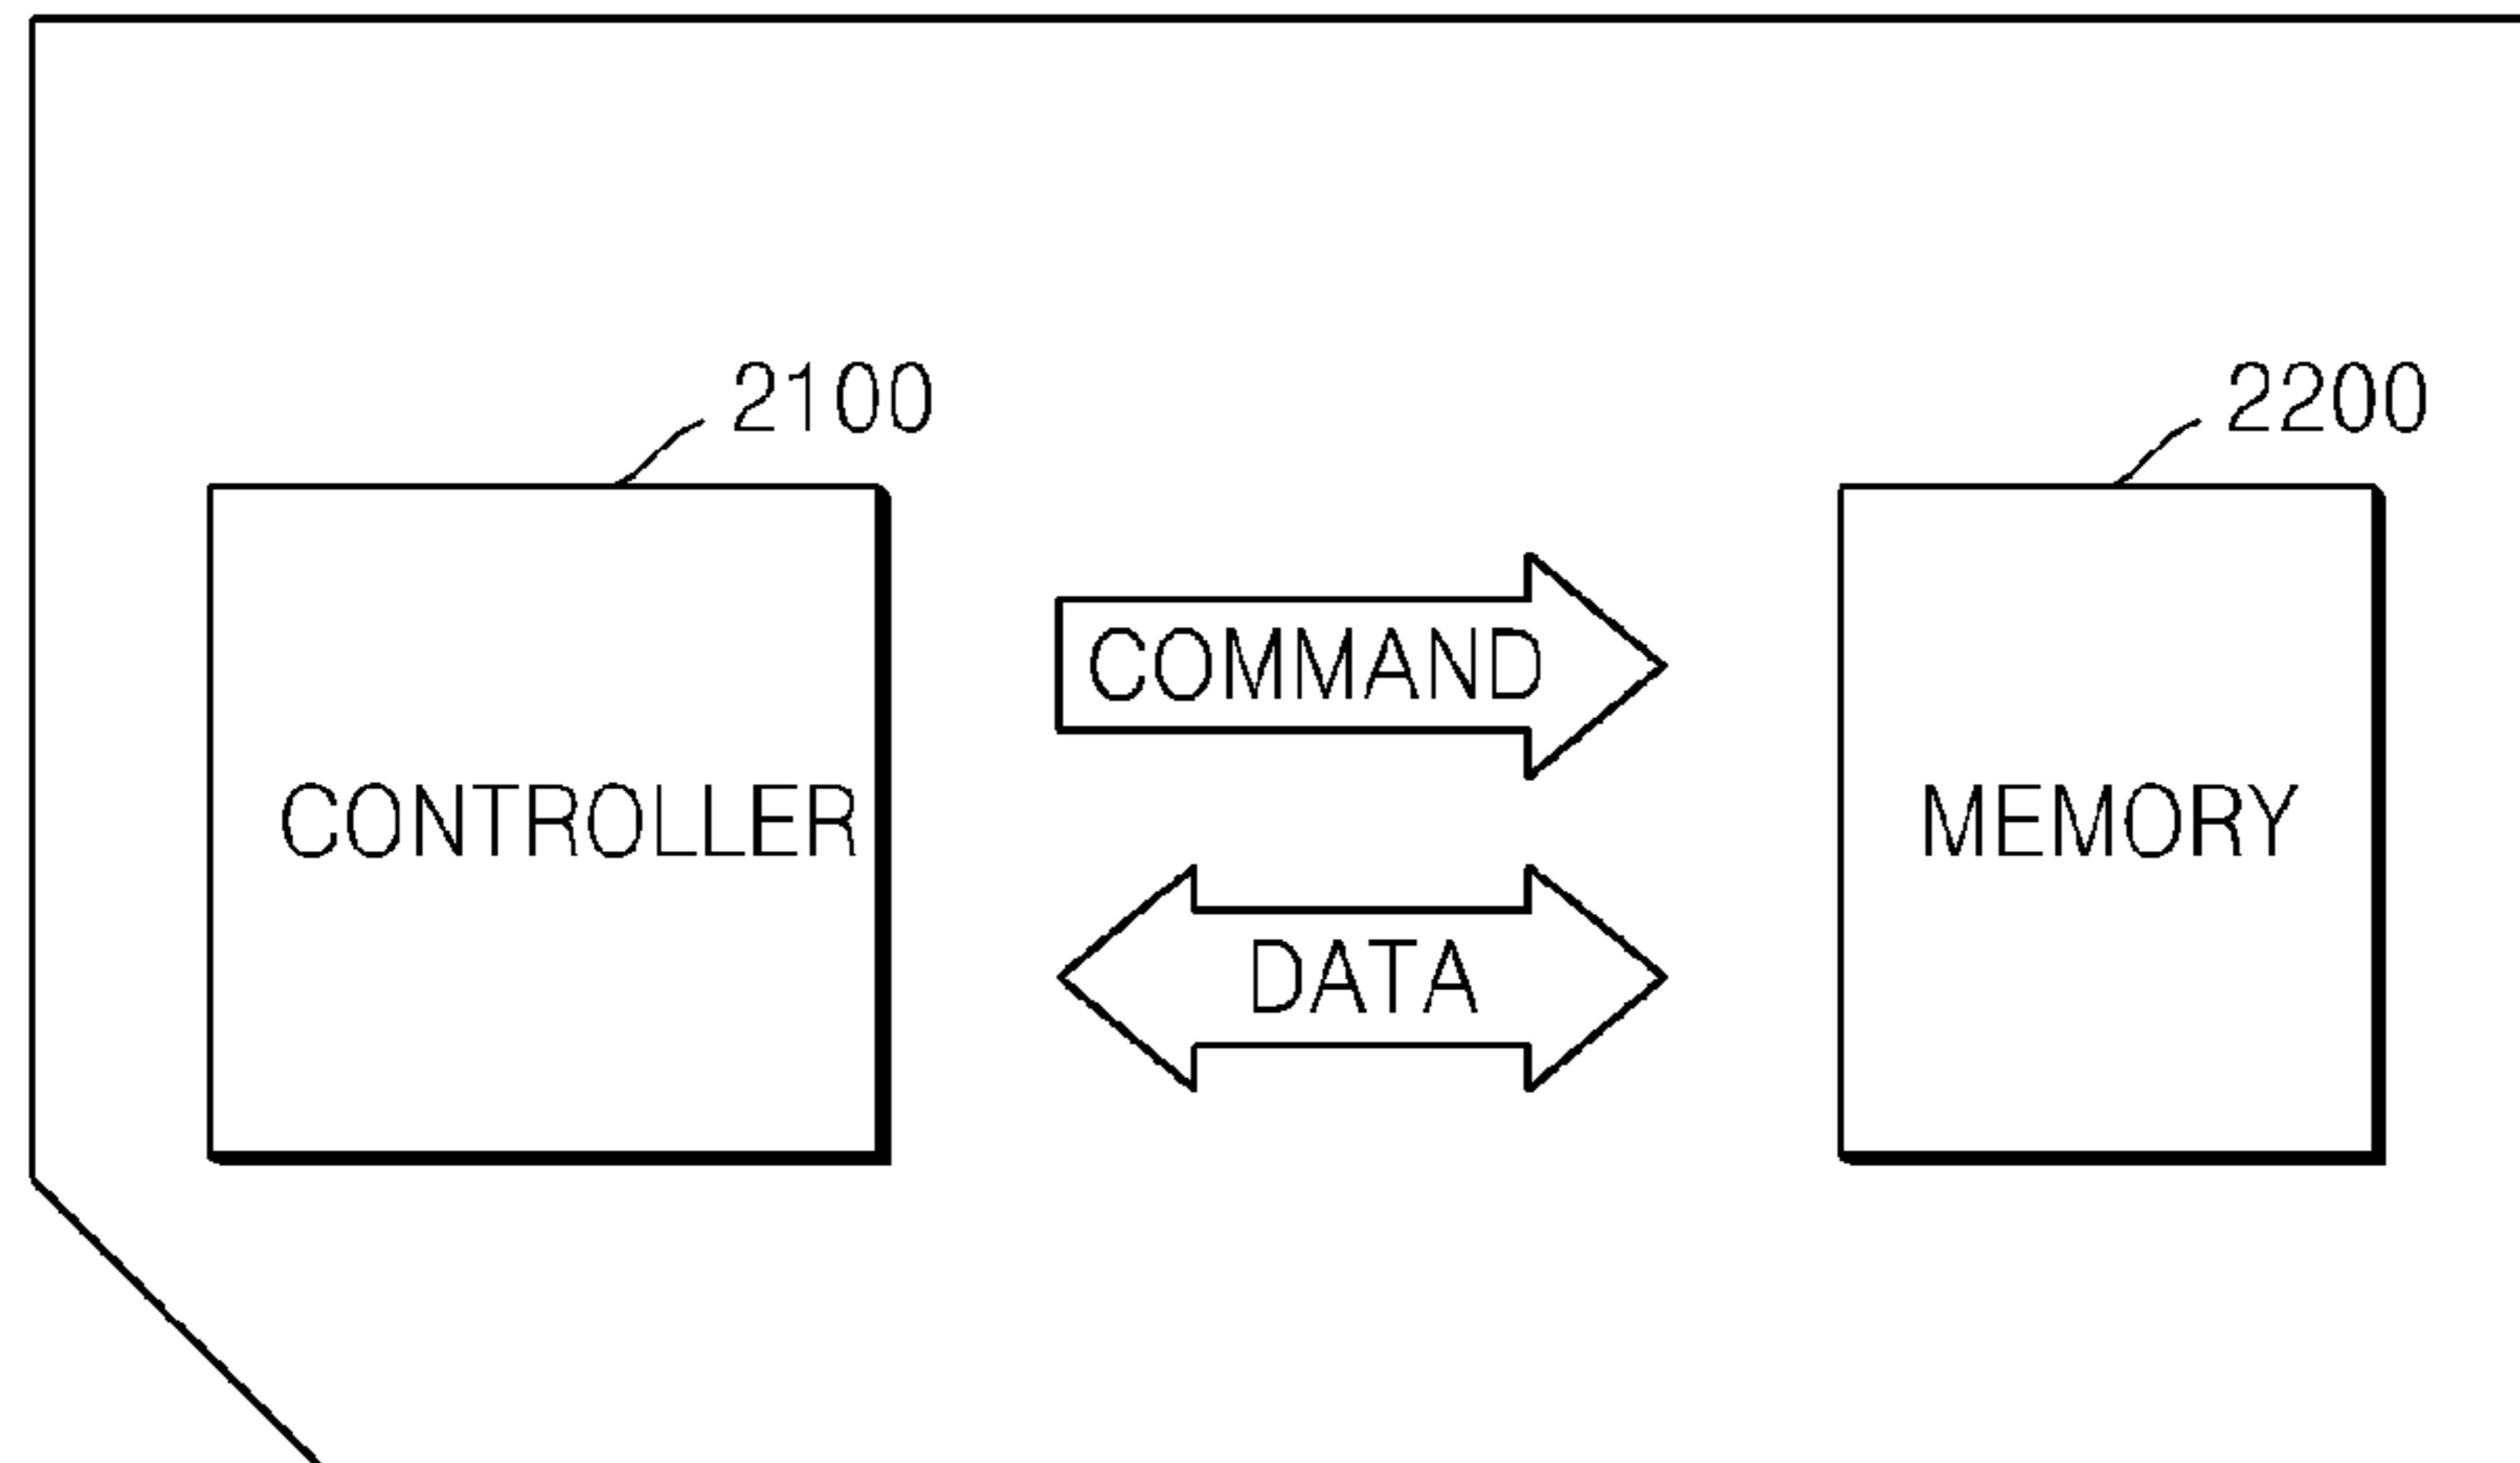 2100
2200
COMMAND
CONTROLLER
MEMORY
DATA